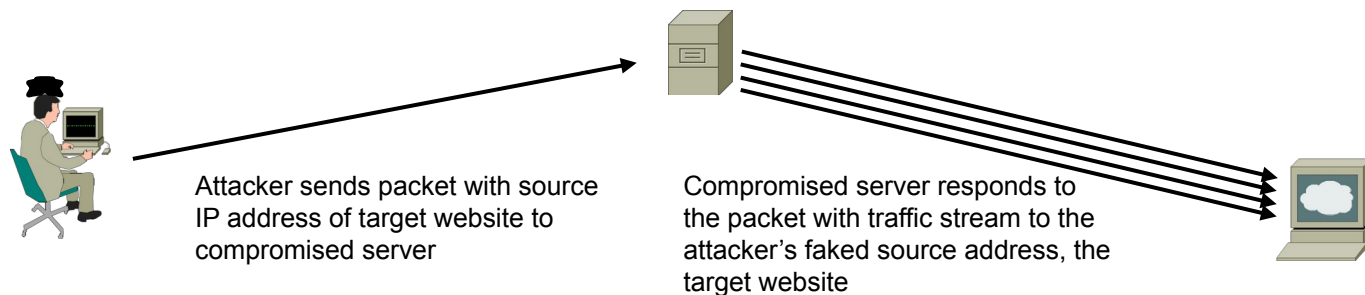 Attacker sends packet with source
IP address of target website to
compromised server
Compromised server responds to
the packet with traffic stream to the
attacker’s faked source address, the
target website